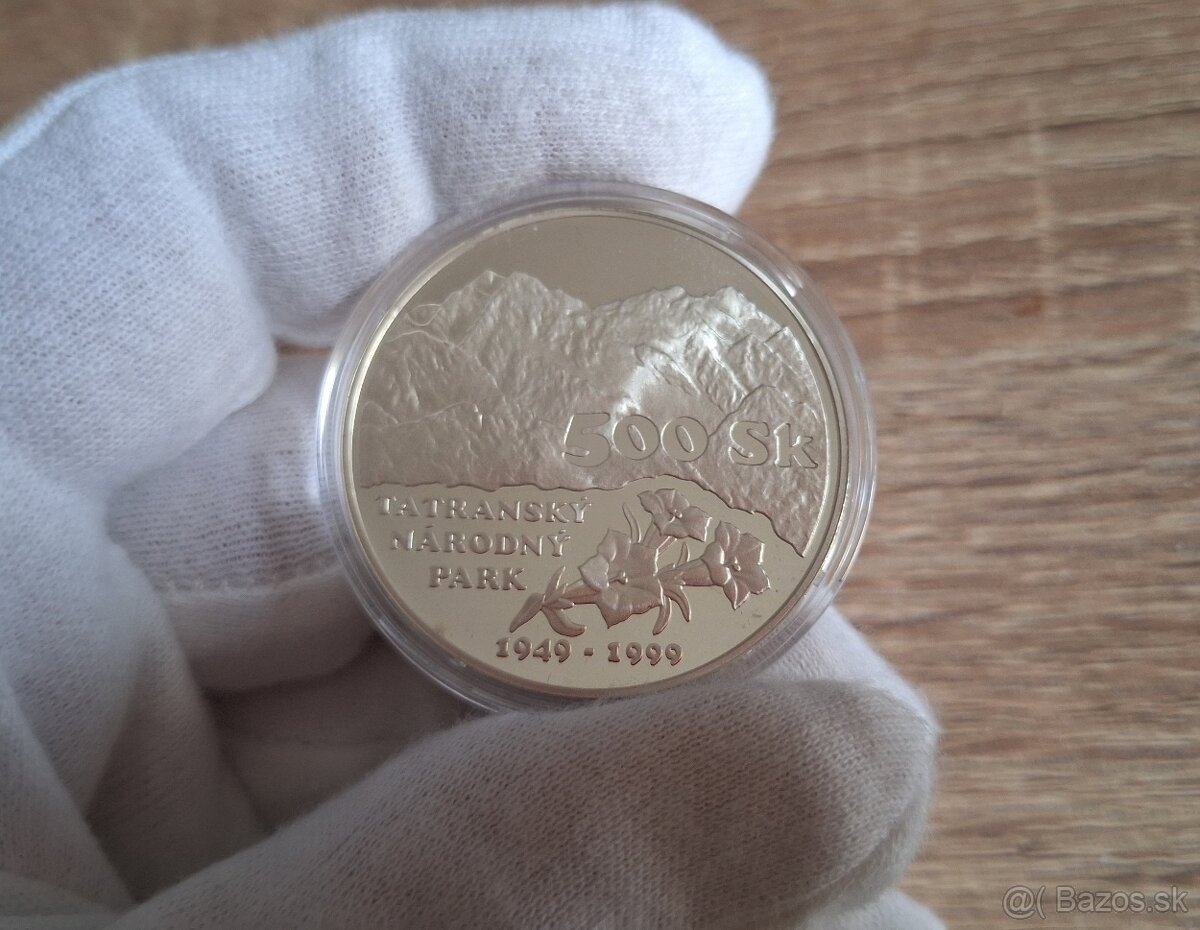 500 Sk
TATRANSKÝ
NÁRODNÝ
PARK
1949 - 1999
@( Bazos.sk